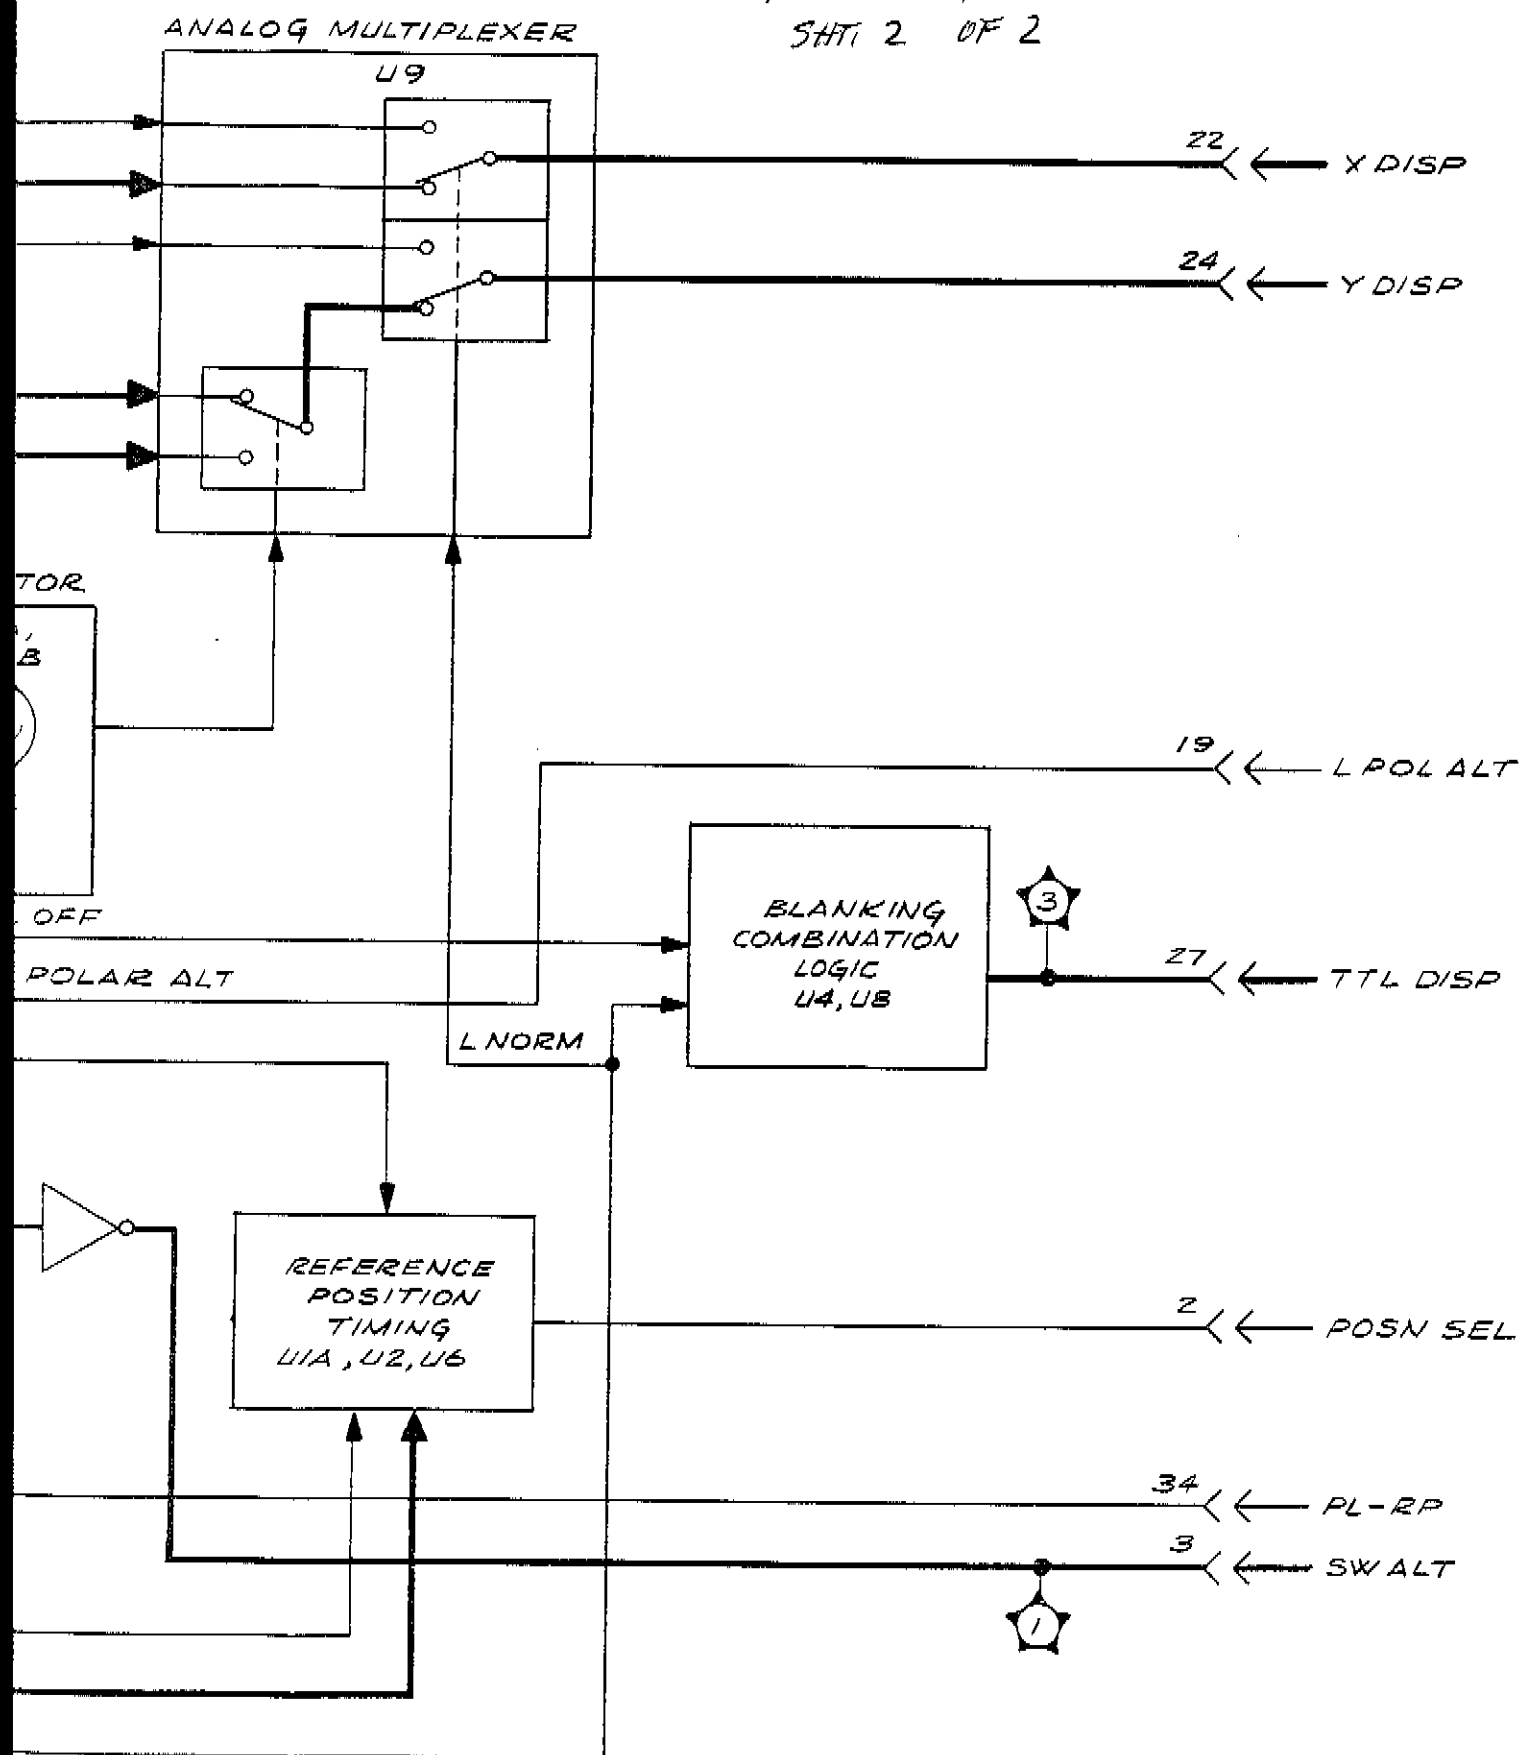 SHT. 2 OF 2
ANALOG MULTIPLEXER
U9
22
X DISP
24
Y DISP
TOR
B
19
L POL ALT
BLANKING
COMBINATION
LOGIC
U4, U8
3
OFF
27
TTL DISP
POLAR ALT
L NORM
REFERENCE
POSITION
TIMING
U1A, U2, U6
2
POSN SEL
34
PL-RP
3
SW ALT
1